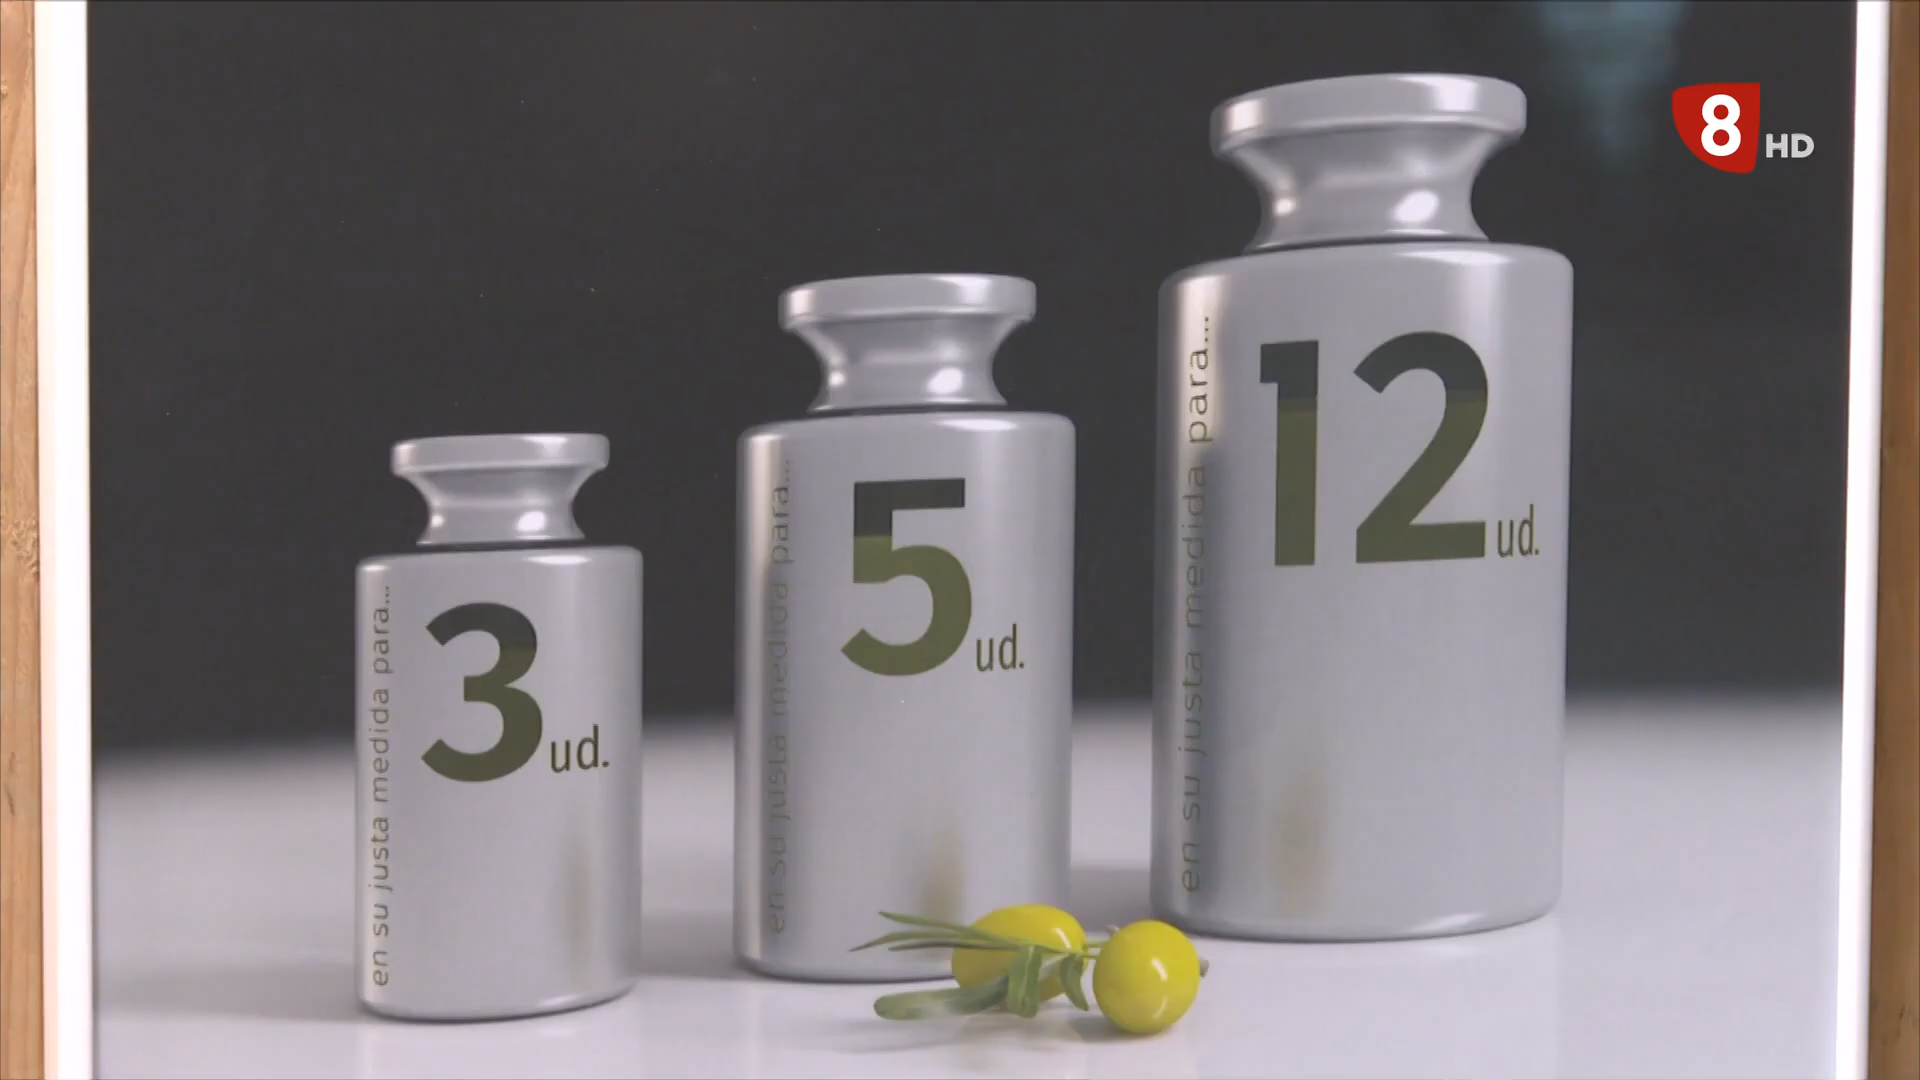 8 HD
en su justa medida para...
3 ud.
en su justa medida para...
5 ud.
en su justa medida para...
12 ud.